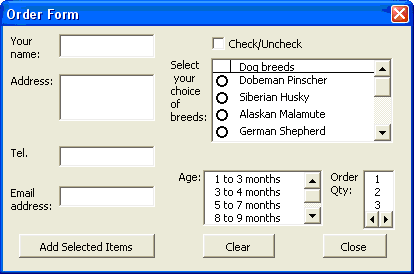 Order Form
Your
name:
Address:
Tel.
Email
address:
Check/Uncheck
Select
your
choice
of
breeds:
Dog breeds
Dobeman Pinscher
Siberian Husky
Alaskan Malamute
German Shepherd
Age:
1 to 3 months
3 to 4 months
5 to 7 months
8 to 9 months
Order
Qty:
1
2
3
Add Selected Items
Clear
Close